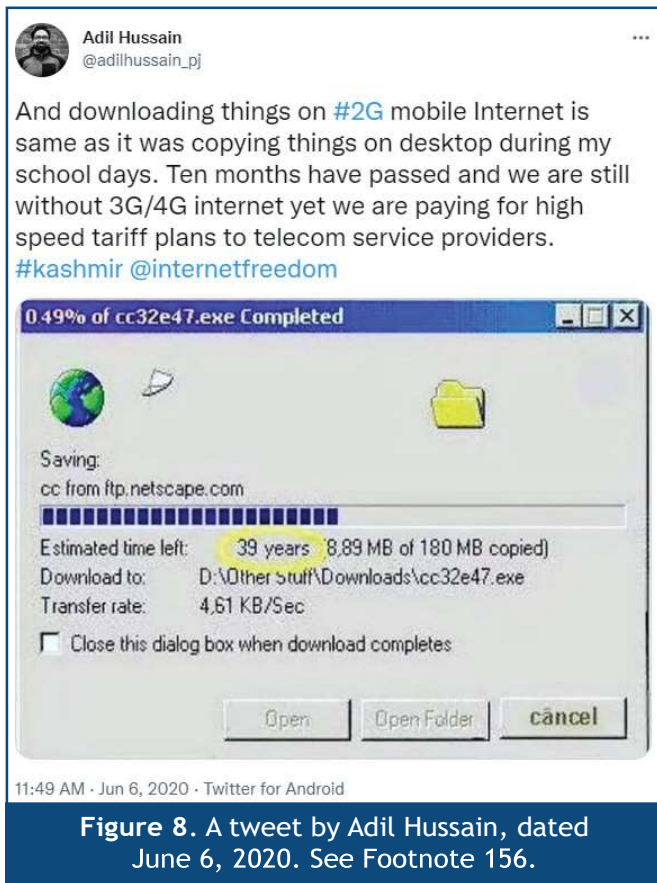 Adil Hussain
@adilhussain_pj
And downloading things on #2G mobile Internet is
same as it was copying things on desktop during my
school days. Ten months have passed and we are still
without 3G/4G internet yet we are paying for high
speed tariff plans to telecom service providers.
#kashmir @internetfreedom
0.49% of cc32e47.exe Completed
Saving:
cc from ftp.netscape.com
Estimated time left: 39 years (8,89 MB of 180 MB copied)
Download to: D:\Other Stuff\Downloads\cc32e47.exe
Transfer rate: 4,61 KB/Sec
Close this dialog box when download completes
Open Open Folder câncel
11:49 AM · Jun 6, 2020 · Twitter for Android
Figure 8. A tweet by Adil Hussain, dated
June 6, 2020. See Footnote 156.